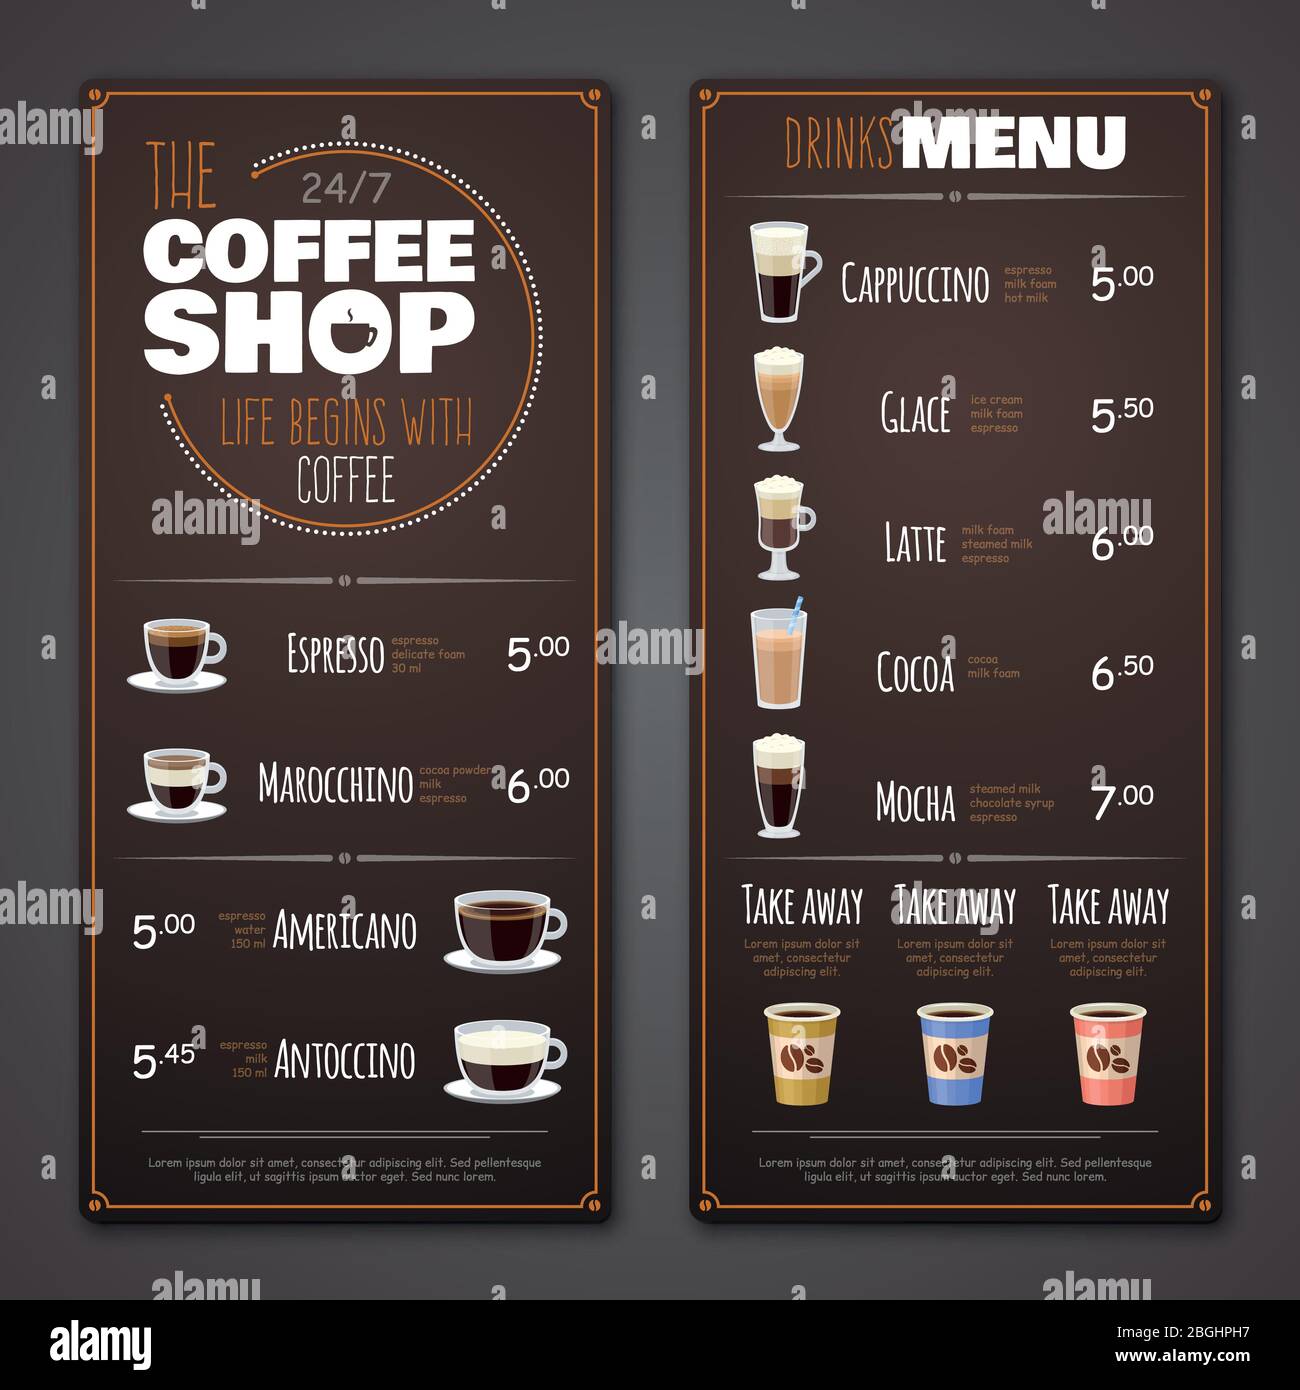 THE
24/7
COFFEE
SHOP
LIFE BEGINS WITH
COFFEE
ESPRESSO
espresso
delicate foam
30 ml
5.00
MAROCCHINO
cocoa powder
milk
espresso
6.00
5.00
espresso
water
150 ml
AMERICANO
5.45
espresso
milk
150 ml
ANTOCCINO
Lorem ipsum dolor sit amet, consectetur adipiscing elit. Sed pellentesque
ligula et sagittis ipsum auctor eget. Sed nunc lorem.
DRINKS MENU
CAPPUCCINO
espresso
milk foam
hot milk
5.00
GLACE
ice cream
milk foam
espresso
5.50
LATTE
milk foam
steamed milk
espresso
6.00
COCOA
cocoa
milk foam
6.50
MOCHA
steamed milk
chocolate syrup
espresso
7.00
TAKE AWAY
Lorem ipsum dolor sit
amet, consectetur
adipiscing elit.
TAKE AWAY
Lorem ipsum dolor sit
amet, consectetur
adipiscing elit.
TAKE AWAY
Lorem ipsum dolor sit
amet, consectetur
adipiscing elit.
Lorem ipsum dolor sit amet, consectetur adipiscing elit. Sed pellentesque
ligula et sagittis ipsum auctor eget. Sed nunc lorem.
alamy
alamy
Image ID: 2BGHPH7
www.alamy.com